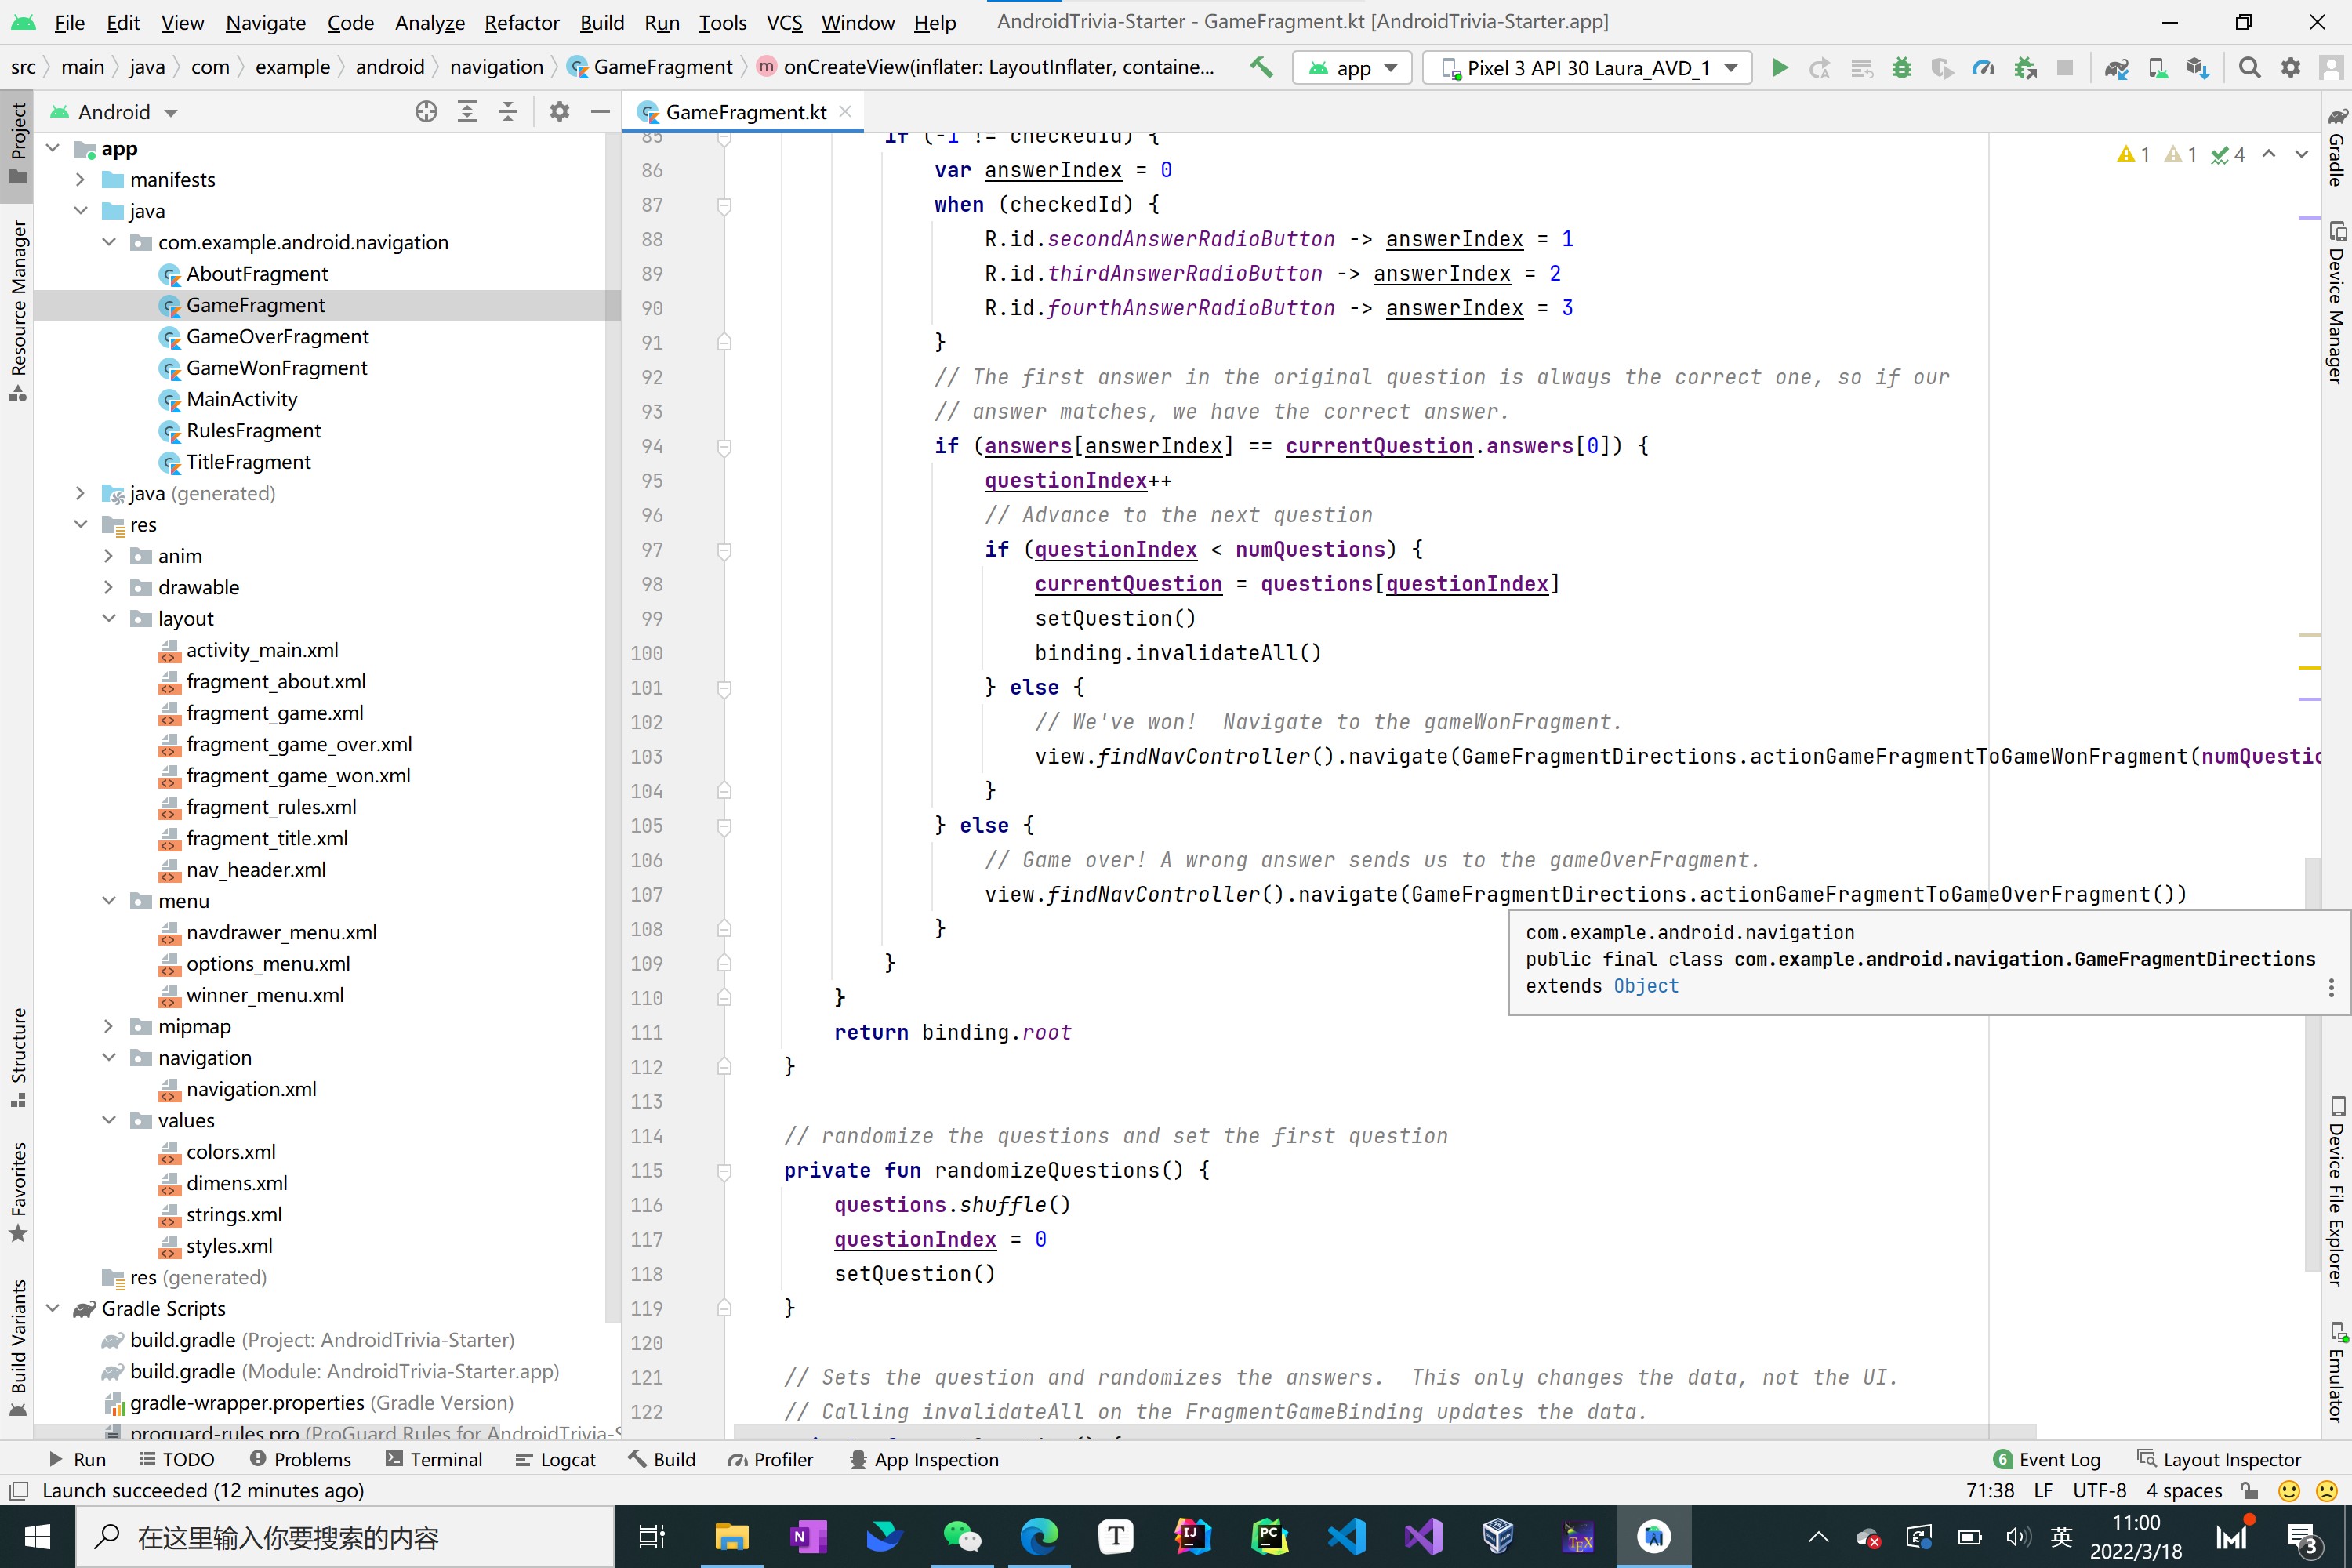 File Edit View Navigate Code Analyze Refactor Build Run Tools VCS Window Help AndroidTrivia-Starter - GameFragment.kt [AndroidTrivia-Starter.app]
src main java com example android navigation GameFragment m onCreateView(inflater: LayoutInflater, containe... app Pixel 3 API 30 Laura_AVD_1
Project
Resource Manager
Structure
Favorites
Build Variants
Android
app
manifests
java
com.example.android.navigation
AboutFragment
GameFragment
GameOverFragment
GameWonFragment
MainActivity
RulesFragment
TitleFragment
java (generated)
res
anim
drawable
layout
activity_main.xml
fragment_about.xml
fragment_game.xml
fragment_game_over.xml
fragment_game_won.xml
fragment_rules.xml
fragment_title.xml
nav_header.xml
menu
navdrawer_menu.xml
options_menu.xml
winner_menu.xml
mipmap
navigation
navigation.xml
values
colors.xml
dimens.xml
strings.xml
styles.xml
res (generated)
Gradle Scripts
build.gradle (Project: AndroidTrivia-Starter)
build.gradle (Module: AndroidTrivia-Starter.app)
gradle-wrapper.properties (Gradle Version)
proguard-rules.pro (ProGuard Rules for AndroidTrivia-S
GameFragment.kt
1 1 4
85 if (-1 != checkedId) {
86 var answerIndex = 0
87 when (checkedId) {
88 R.id.secondAnswerRadioButton -> answerIndex = 1
89 R.id.thirdAnswerRadioButton -> answerIndex = 2
90 R.id.fourthAnswerRadioButton -> answerIndex = 3
91 }
92 // The first answer in the original question is always the correct one, so if our
93 // answer matches, we have the correct answer.
94 if (answers[answerIndex] == currentQuestion.answers[0]) {
95 questionIndex++
96 // Advance to the next question
97 if (questionIndex < numQuestions) {
98 currentQuestion = questions[questionIndex]
99 setQuestion()
100 binding.invalidateAll()
101 } else {
102 // We've won!  Navigate to the gameWonFragment.
103 view.findNavController().navigate(GameFragmentDirections.actionGameFragmentToGameWonFragment(numQuestio
104 }
105 } else {
106 // Game over! A wrong answer sends us to the gameOverFragment.
107 view.findNavController().navigate(GameFragmentDirections.actionGameFragmentToGameOverFragment())
108 }
109 }
110 }
111 return binding.root
112 }
113
114 // randomize the questions and set the first question
115 private fun randomizeQuestions() {
116 questions.shuffle()
117 questionIndex = 0
118 setQuestion()
119 }
120
121 // Sets the question and randomizes the answers.  This only changes the data, not the UI.
122 // Calling invalidateAll on the FragmentGameBinding updates the data.
com.example.android.navigation
public final class com.example.android.navigation.GameFragmentDirections
extends Object
Gradle
Device Manager
Device File Explorer
Emulator
Run TODO Problems Terminal Logcat Build Profiler App Inspection 6 Event Log Layout Inspector
Launch succeeded (12 minutes ago) 71:38 LF UTF-8 4 spaces
在这里输入你要搜索的内容 N T IJ PC TEX 英 11:00
2022/3/18 3